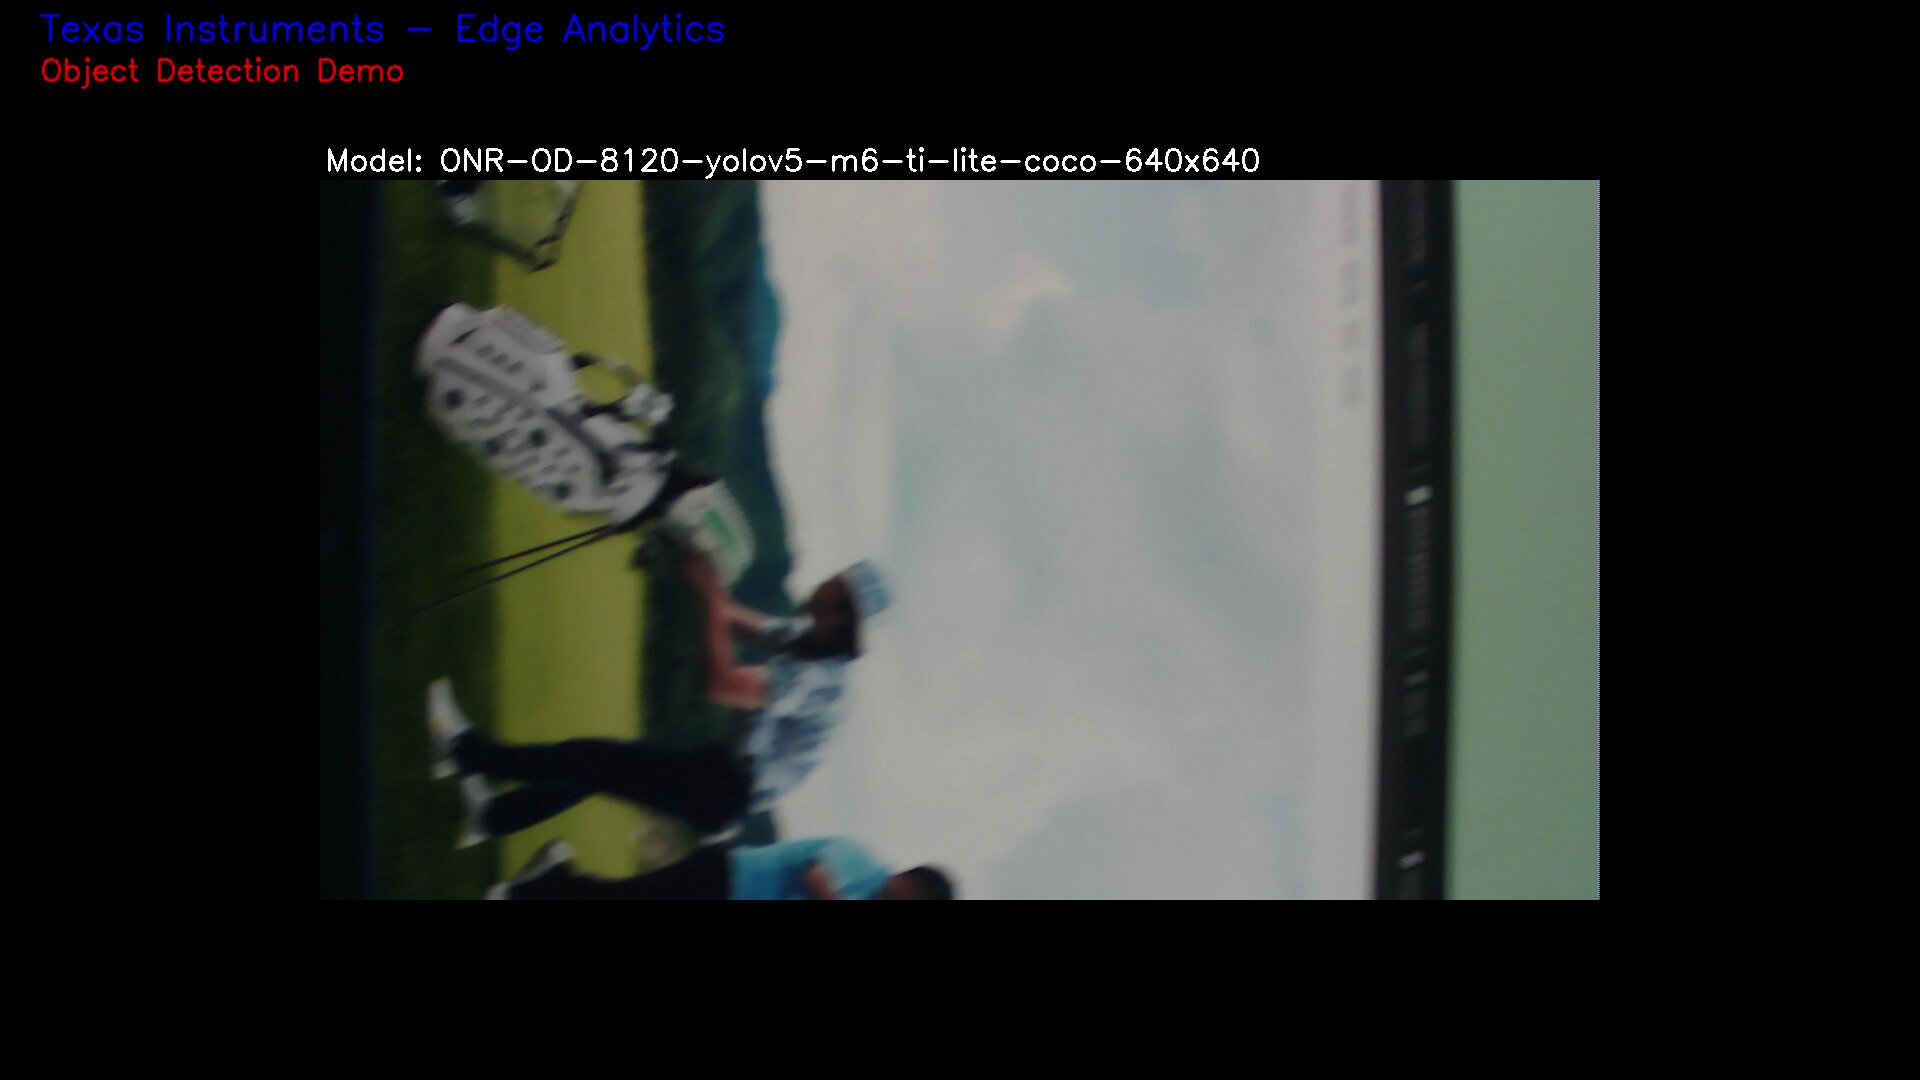 Texas Instruments - Edge Analytics
Object Detection Demo
Model: ONR-OD-8120-yolov5-m6-ti-lite-coco-640x640